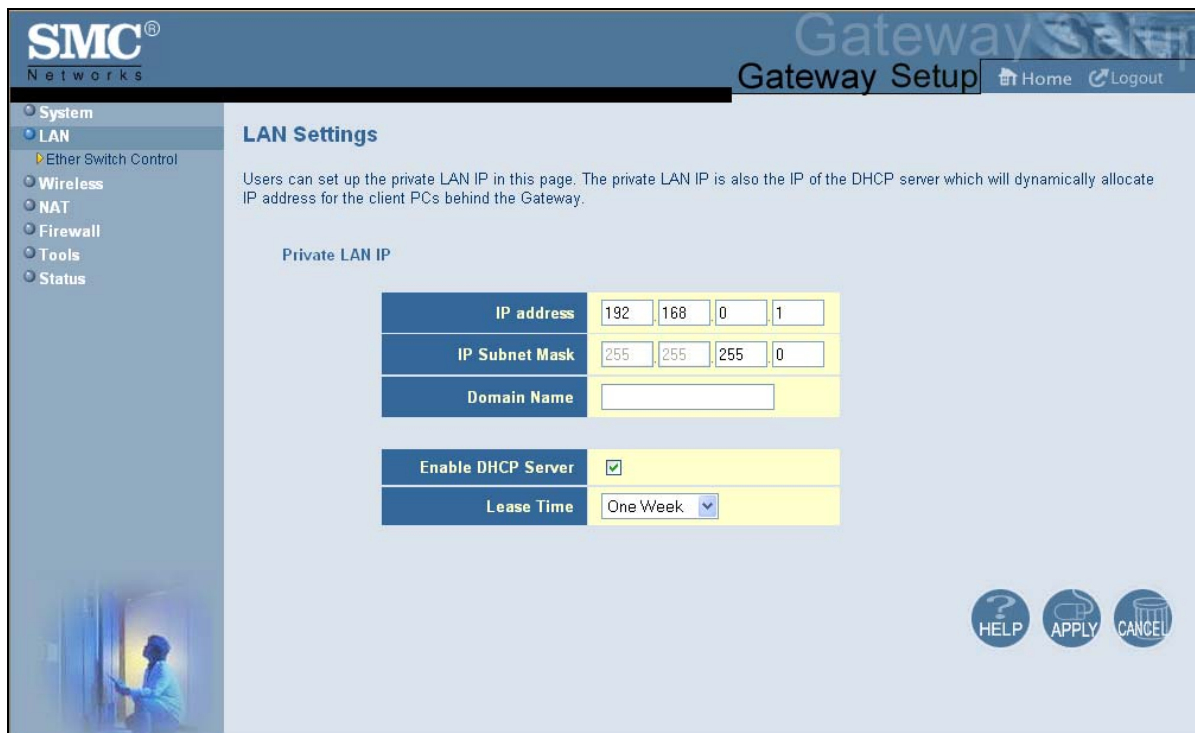 SMC®
Networks
Gateway Setup
Gateway Setup
Home
Logout
System
LAN
Ether Switch Control
Wireless
NAT
Firewall
Tools
Status
LAN Settings
Users can set up the private LAN IP in this page. The private LAN IP is also the IP of the DHCP server which will dynamically allocate
IP address for the client PCs behind the Gateway.
Private LAN IP
IP address 192 . 168 . 0 . 1
IP Subnet Mask 255 . 255 . 255 . 0
Domain Name
Enable DHCP Server
Lease Time One Week
HELP
APPLY
CANCEL